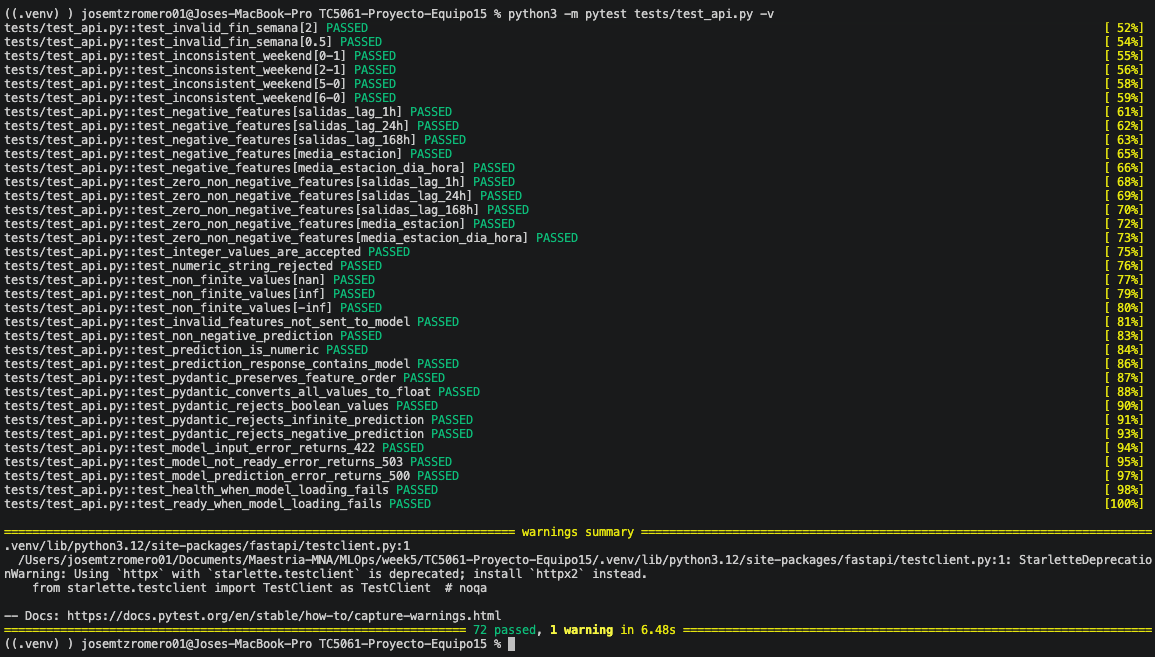 ((.venv) ) josemtzromero01@Joses-MacBook-Pro TC5061-Proyecto-Equipo15 % python3 -m pytest tests/test_api.py -v
tests/test_api.py::test_invalid_fin_semana[2] PASSED [ 52%]
tests/test_api.py::test_invalid_fin_semana[0.5] PASSED [ 54%]
tests/test_api.py::test_inconsistent_weekend[0-1] PASSED [ 55%]
tests/test_api.py::test_inconsistent_weekend[2-1] PASSED [ 56%]
tests/test_api.py::test_inconsistent_weekend[5-0] PASSED [ 58%]
tests/test_api.py::test_inconsistent_weekend[6-0] PASSED [ 59%]
tests/test_api.py::test_negative_features[salidas_lag_1h] PASSED [ 61%]
tests/test_api.py::test_negative_features[salidas_lag_24h] PASSED [ 62%]
tests/test_api.py::test_negative_features[salidas_lag_168h] PASSED [ 63%]
tests/test_api.py::test_negative_features[media_estacion] PASSED [ 65%]
tests/test_api.py::test_negative_features[media_estacion_dia_hora] PASSED [ 66%]
tests/test_api.py::test_zero_non_negative_features[salidas_lag_1h] PASSED [ 68%]
tests/test_api.py::test_zero_non_negative_features[salidas_lag_24h] PASSED [ 69%]
tests/test_api.py::test_zero_non_negative_features[salidas_lag_168h] PASSED [ 70%]
tests/test_api.py::test_zero_non_negative_features[media_estacion] PASSED [ 72%]
tests/test_api.py::test_zero_non_negative_features[media_estacion_dia_hora] PASSED [ 73%]
tests/test_api.py::test_integer_values_are_accepted PASSED [ 75%]
tests/test_api.py::test_numeric_string_rejected PASSED [ 76%]
tests/test_api.py::test_non_finite_values[nan] PASSED [ 77%]
tests/test_api.py::test_non_finite_values[inf] PASSED [ 79%]
tests/test_api.py::test_non_finite_values[-inf] PASSED [ 80%]
tests/test_api.py::test_invalid_features_not_sent_to_model PASSED [ 81%]
tests/test_api.py::test_non_negative_prediction PASSED [ 83%]
tests/test_api.py::test_prediction_is_numeric PASSED [ 84%]
tests/test_api.py::test_prediction_response_contains_model PASSED [ 86%]
tests/test_api.py::test_pydantic_preserves_feature_order PASSED [ 87%]
tests/test_api.py::test_pydantic_converts_all_values_to_float PASSED [ 88%]
tests/test_api.py::test_pydantic_rejects_boolean_values PASSED [ 90%]
tests/test_api.py::test_pydantic_rejects_infinite_prediction PASSED [ 91%]
tests/test_api.py::test_pydantic_rejects_negative_prediction PASSED [ 93%]
tests/test_api.py::test_model_input_error_returns_422 PASSED [ 94%]
tests/test_api.py::test_model_not_ready_error_returns_503 PASSED [ 95%]
tests/test_api.py::test_model_prediction_error_returns_500 PASSED [ 97%]
tests/test_api.py::test_health_when_model_loading_fails PASSED [ 98%]
tests/test_api.py::test_ready_when_model_loading_fails PASSED [100%]
warnings summary
.venv/lib/python3.12/site-packages/fastapi/testclient.py:1
/Users/josemtzromero01/Documents/Maestria-MNA/MLOps/week5/TC5061-Proyecto-Equipo15/.venv/lib/python3.12/site-packages/fastapi/testclient.py:1: StarletteDeprecatio
nWarning: Using `httpx` with `starlette.testclient` is deprecated; install `httpx2` instead.
from starlette.testclient import TestClient as TestClient # noqa
-- Docs: https://docs.pytest.org/en/stable/how-to/capture-warnings.html
72 passed, 1 warning in 6.48s
((.venv) ) josemtzromero01@Joses-MacBook-Pro TC5061-Proyecto-Equipo15 %